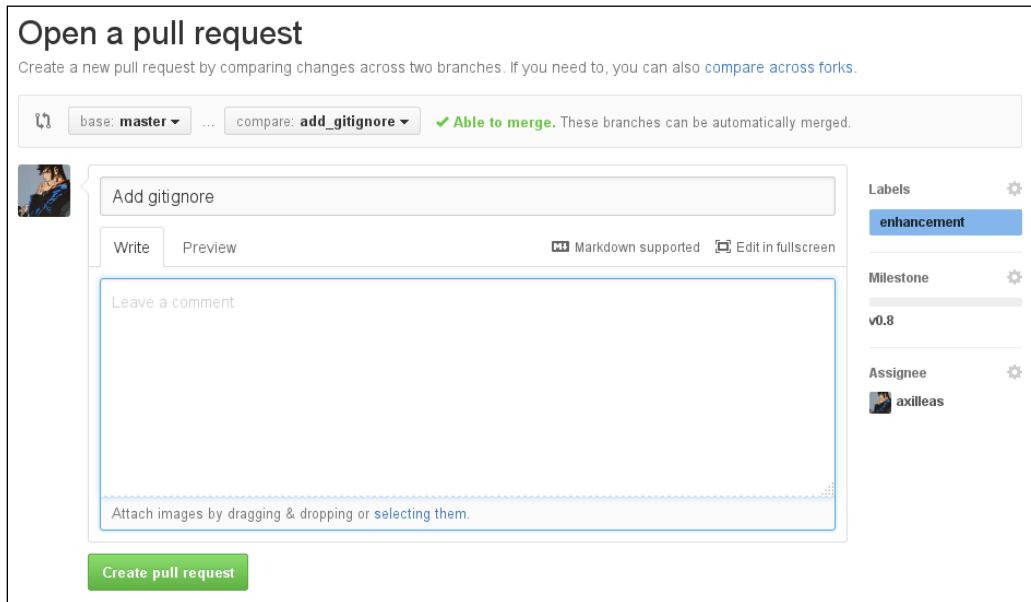 Open a pull request
Create a new pull request by comparing changes across two branches. If you need to, you can also compare across forks.
base: master ... compare: add_gitignore ✔ Able to merge. These branches can be automatically merged.
Add gitignore
Write Preview Markdown supported Edit in fullscreen
Leave a comment
Attach images by dragging & dropping or selecting them.
Create pull request
Labels
enhancement
Milestone
v0.8
Assignee
axilleas